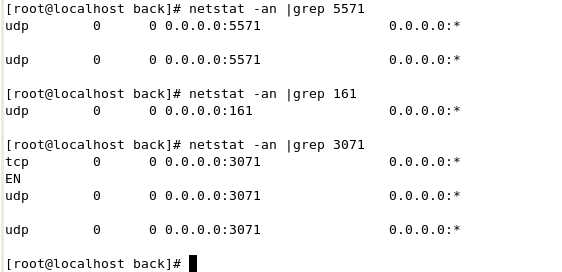 [root@localhost back]# netstat -an |grep 5571
udp        0      0 0.0.0.0:5571                0.0.0.0:*
udp        0      0 0.0.0.0:5571                0.0.0.0:*
[root@localhost back]# netstat -an |grep 161
udp        0      0 0.0.0.0:161                 0.0.0.0:*
[root@localhost back]# netstat -an |grep 3071
tcp        0      0 0.0.0.0:3071                0.0.0.0:*
EN
udp        0      0 0.0.0.0:3071                0.0.0.0:*
udp        0      0 0.0.0.0:3071                0.0.0.0:*
[root@localhost back]#